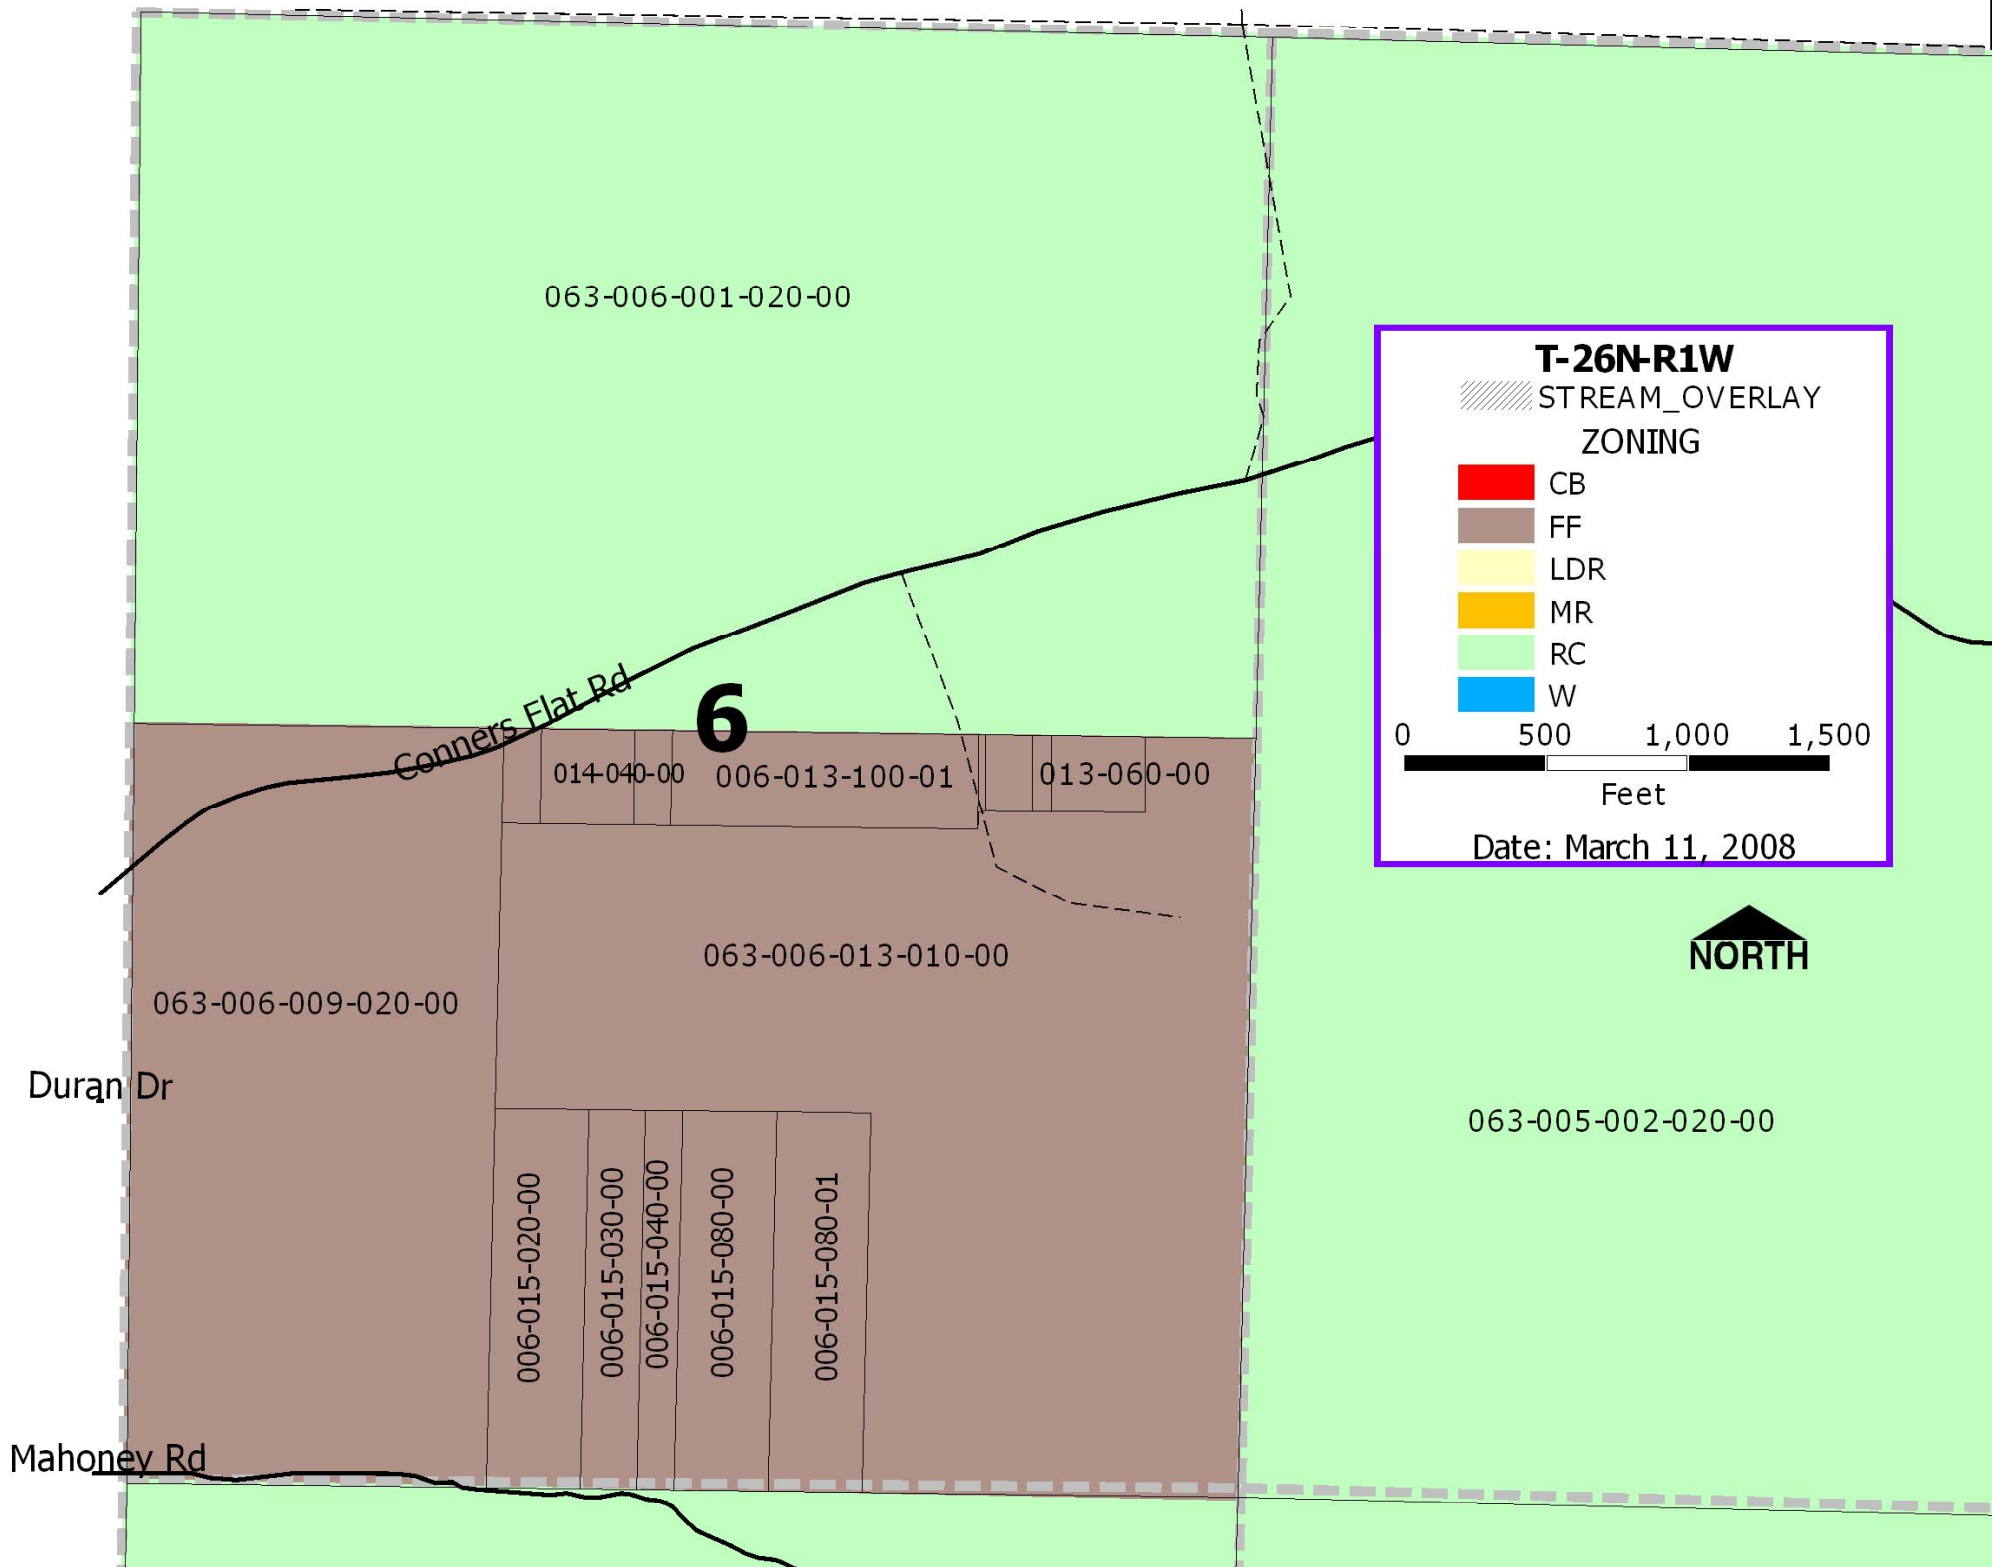 063-006-001-020-00
T-26N-R1W
STREAM_OVERLAY
ZONING
CB
FF
LDR
MR
RC
W
0 500 1,000 1,500
Feet
Date: March 11, 2008
NORTH
Conners Flat Rd
6
006-013-100-01
013-060-00
063-006-013-010-00
063-006-009-020-00
Duran Dr
063-005-002-020-00
006-015-020-00
006-015-030-00
006-015-040-00
006-015-080-00
006-015-080-01
Mahoney Rd